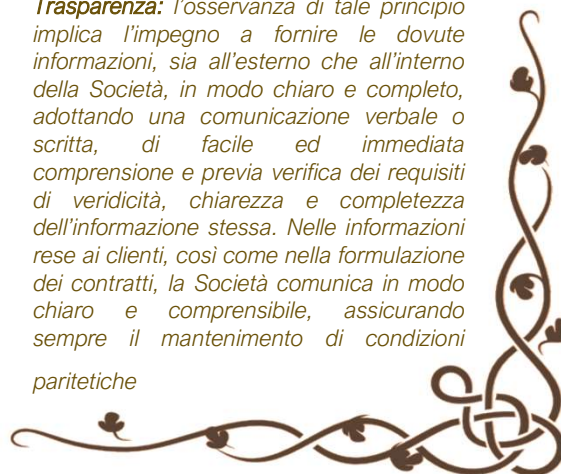 Trasparenza: l'osservanza di tale principio
implica l'impegno a fornire le dovute
informazioni, sia all'esterno che all'interno
della Società, in modo chiaro e completo,
adottando una comunicazione verbale o
scritta, di facile ed immediata
comprensione e previa verifica dei requisiti
di veridicità, chiarezza e completezza
dell'informazione stessa. Nelle informazioni
rese ai clienti, così come nella formulazione
dei contratti, la Società comunica in modo
chiaro e comprensibile, assicurando
sempre il mantenimento di condizioni
paritetiche